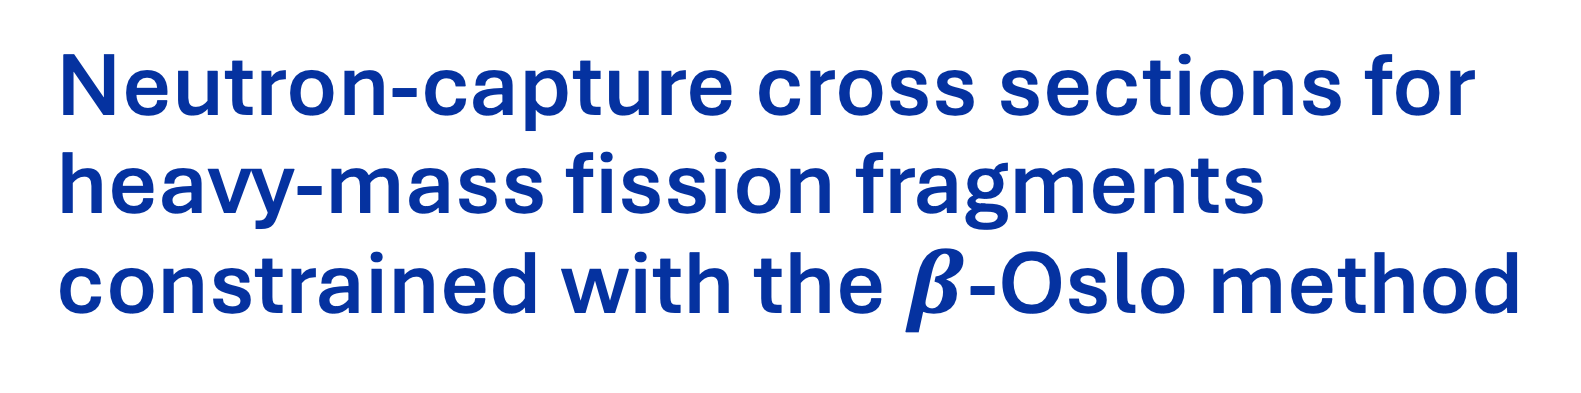 Neutron-capture cross sections for
heavy-mass fission fragments
constrained with the β-Oslo method